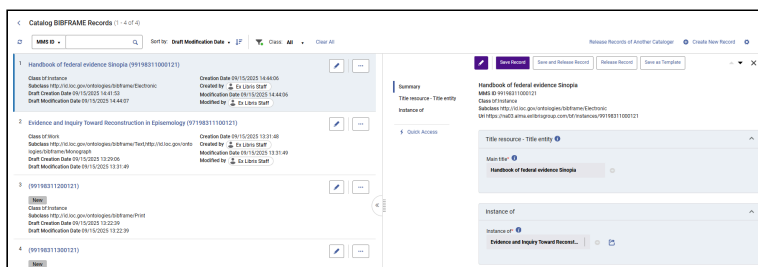 Catalog BIBFRAME Records (1 - 4 of 4)
MMS ID
Sort by: Draft Modification Date
Class: All
Clear All
Release Records of Another Cataloger
Create New Record
1 Handbook of federal evidence Sinopia (99198311000121)
Class bf:Instance
Subclass http://id.loc.gov/ontologies/bibframe/Electronic
Draft Creation Date 09/15/2025 14:41:53
Draft Modification Date 09/15/2025 14:44:07
Creation Date 09/15/2025 14:44:06
Created by Ex Libris Staff
Modification Date 09/15/2025 14:44:06
Modified by Ex Libris Staff
2 Evidence and Inquiry Toward Reconstruction in Epistemology (97198311100121)
Class bf:Work
Subclass http://id.loc.gov/ontologies/bibframe/Text,http://id.loc.gov/onto
logies/bibframe/Monograph
Draft Creation Date 09/15/2025 13:29:06
Draft Modification Date 09/15/2025 13:31:49
Creation Date 09/15/2025 13:31:48
Created by Ex Libris Staff
Modification Date 09/15/2025 13:31:49
Modified by Ex Libris Staff
3 (99198311200121)
New
Class bf:Instance
Subclass http://id.loc.gov/ontologies/bibframe/Print
Draft Creation Date 09/15/2025 13:22:39
Draft Modification Date 09/15/2025 13:22:39
4 (99198311300121)
New
Summary
Title resource - Title entity
Instance of
Quick Access
Save Record
Save and Release Record
Release Record
Save as Template
Handbook of federal evidence Sinopia
MMS ID 99198311000121
Class bf:Instance
Subclass http://id.loc.gov/ontologies/bibframe/Electronic
Url https://na03.alma.exlibrisgroup.com/bf/instances/99198311000121
Title resource - Title entity
Main title*
Handbook of federal evidence Sinopia
Instance of
Instance of*
Evidence and Inquiry Toward Reconst...